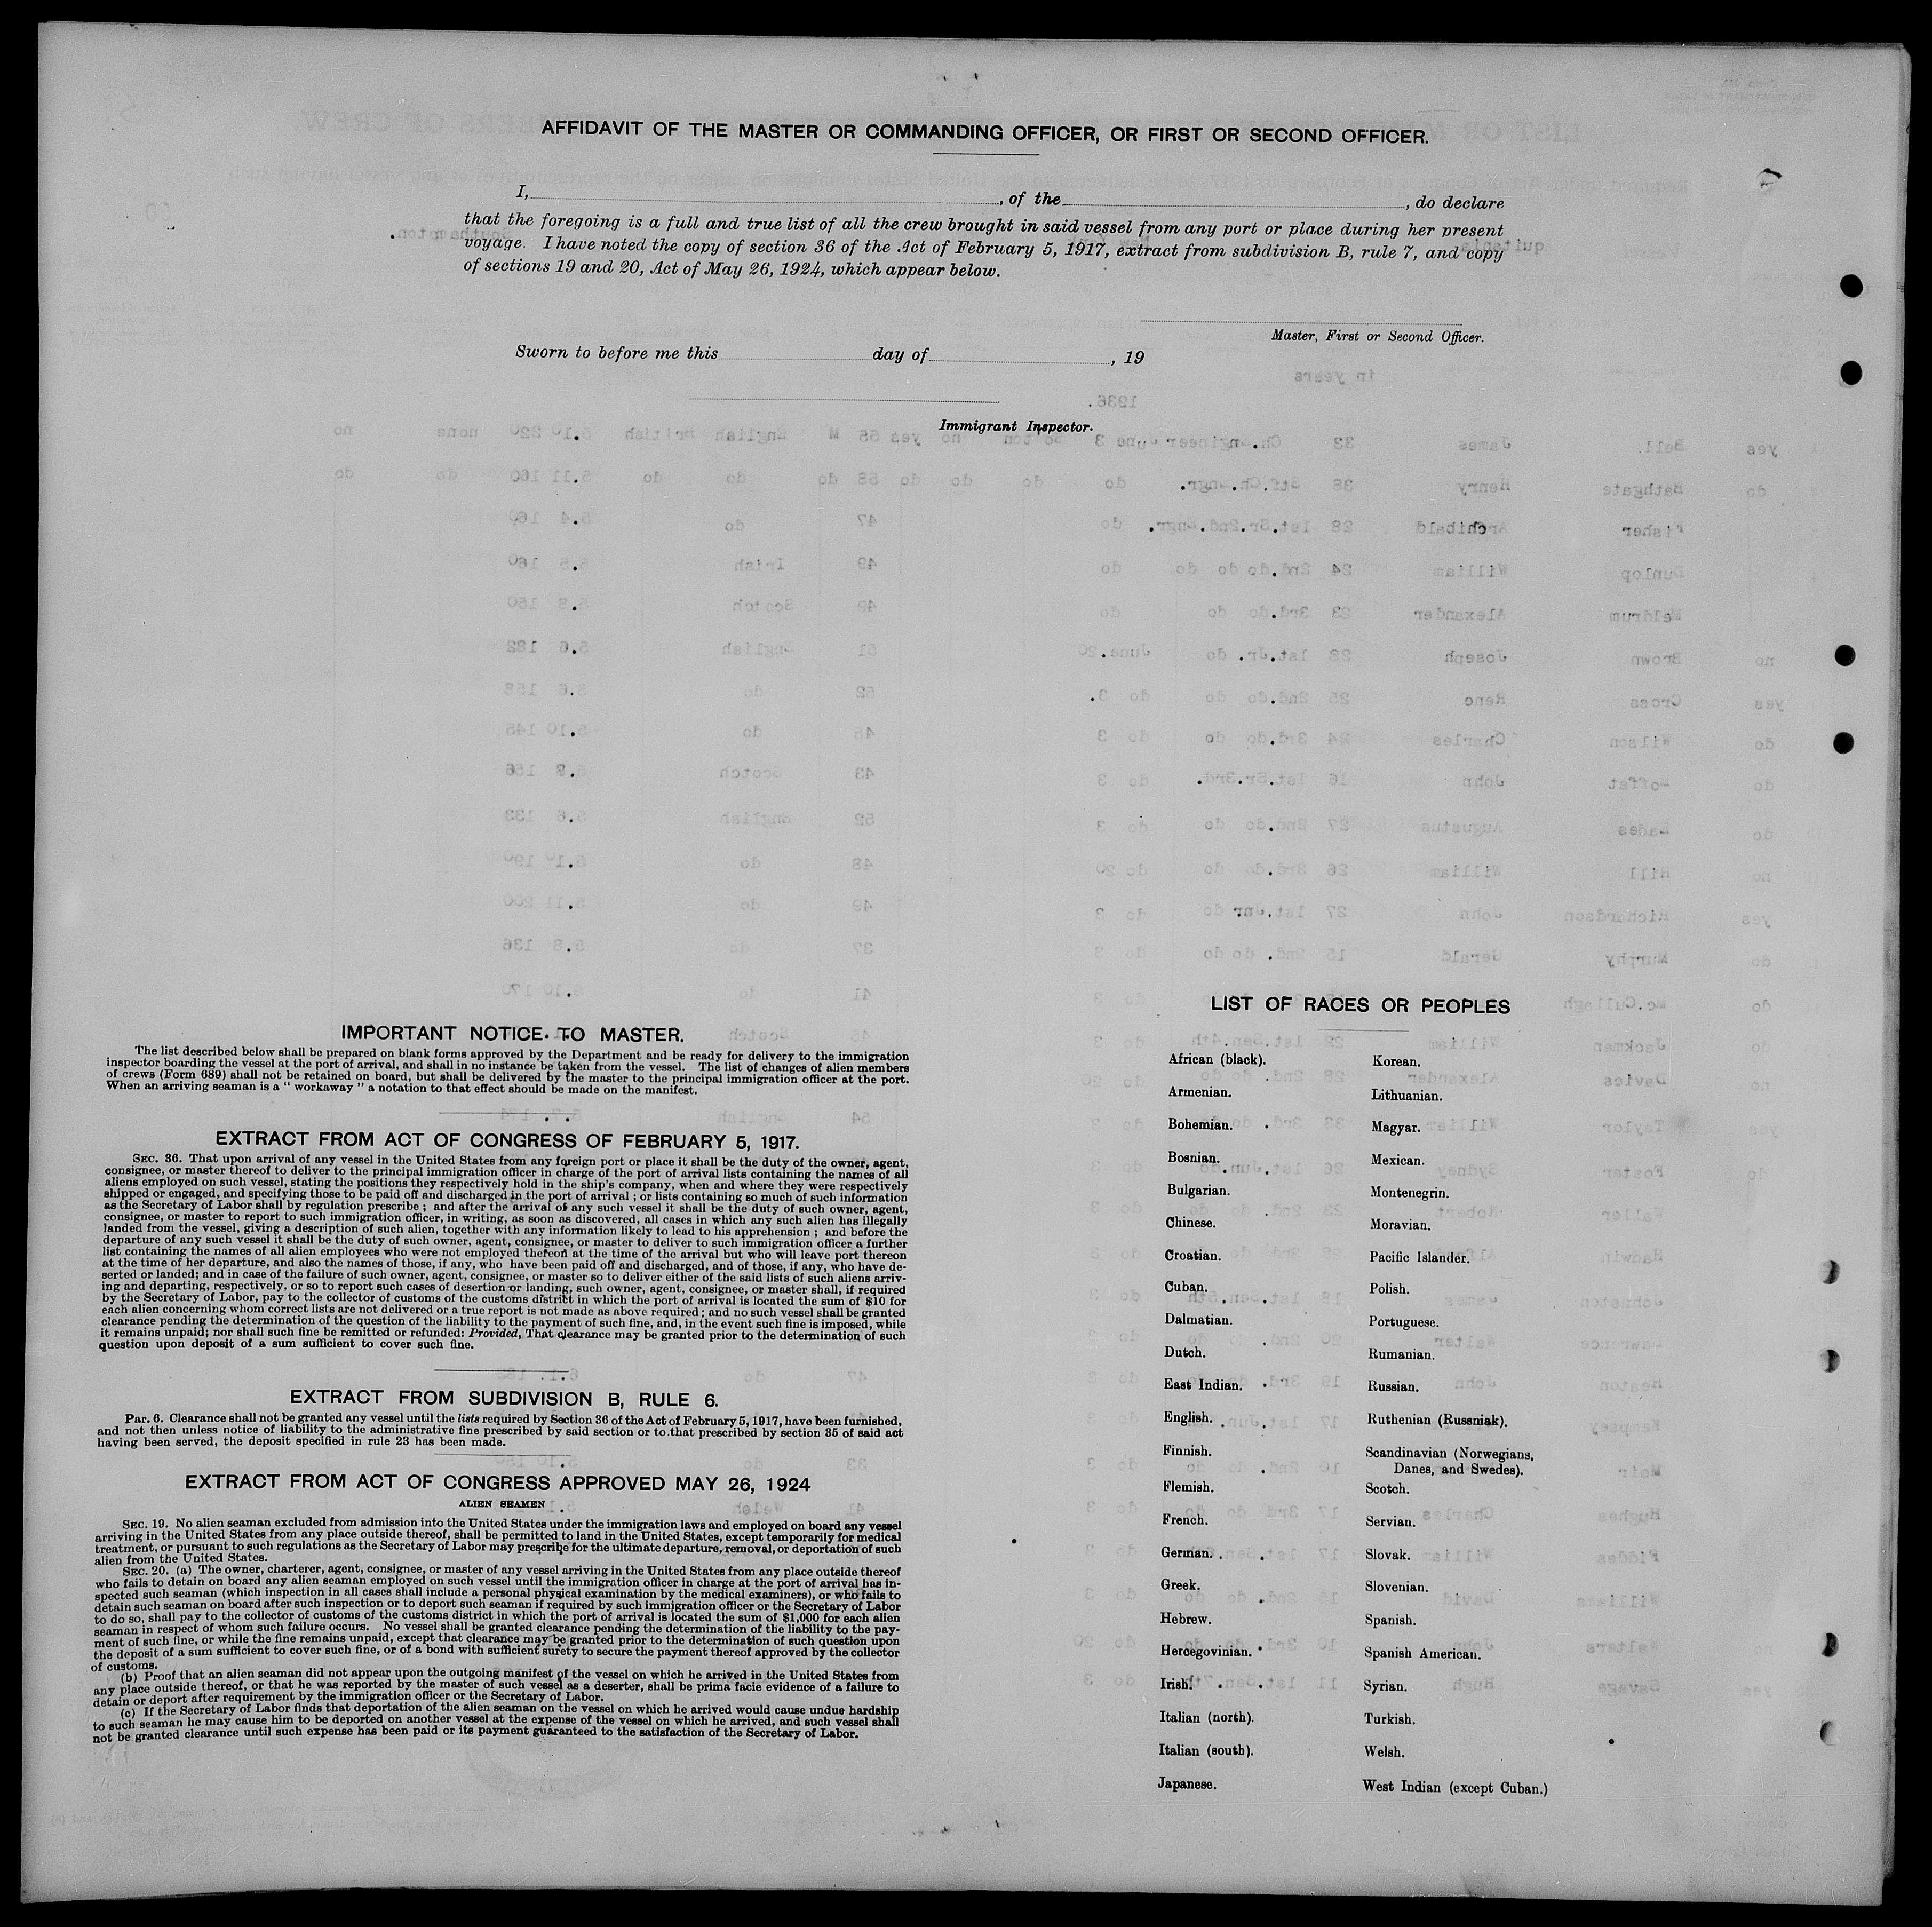 AFFIDAVIT OF THE MASTER OR COMMANDING OFFICER, OR FIRST OR SECOND OFFICER.
I, , of the , do declare
that the foregoing is a full and true list of all the crew brought in said vessel from any port or place during her present
voyage. I have noted the copy of section 36 of the Act of February 5, 1917, extract from subdivision B, rule 7, and copy
of sections 19 and 20, Act of May 26, 1924, which appear below.
Master, First or Second Officer.
Sworn to before me this day of , 19
Immigrant Inspector.
IMPORTANT NOTICE TO MASTER.
The list described below shall be prepared on blank forms approved by the Department and be ready for delivery to the immigration
inspector boarding the vessel at the port of arrival, and shall in no instance be taken from the vessel. The list of changes of alien members
of crews (Form 689) shall not be retained on board, but shall be delivered by the master to the principal immigration officer at the port.
When an arriving seaman is a " workaway " a notation to that effect should be made on the manifest.
EXTRACT FROM ACT OF CONGRESS OF FEBRUARY 5, 1917.
SEC. 36. That upon arrival of any vessel in the United States from any foreign port or place it shall be the duty of the owner, agent,
consignee, or master thereof to deliver to the principal immigration officer in charge of the port of arrival lists containing the names of all
aliens employed on such vessel, stating the positions they respectively hold in the ship's company, when and where they were respectively
shipped or engaged, and specifying those to be paid off and discharged in the port of arrival ; or lists containing so much of such information
as the Secretary of Labor shall by regulation prescribe ; and after the arrival of any such vessel it shall be the duty of such owner, agent,
consignee, or master to report to such immigration officer, in writing, as soon as discovered, all cases in which any such alien has illegally
landed from the vessel, giving a description of such alien, together with any information likely to lead to his apprehension ; and before the
departure of any such vessel it shall be the duty of such owner, agent, consignee, or master to deliver to such immigration officer a further
list containing the names of all alien employees who were not employed thereon at the time of the arrival but who will leave port thereon
at the time of her departure, and also the names of those, if any, who have been paid off and discharged, and of those, if any, who have de-
serted or landed; and in case of the failure of such owner, agent, consignee, or master so to deliver either of the said lists of such aliens arriv-
ing and departing, respectively, or so to report such cases of desertion or landing, such owner, agent, consignee, or master shall, if required
by the Secretary of Labor, pay to the collector of customs of the customs district in which the port of arrival is located the sum of $10 for
each alien concerning whom correct lists are not delivered or a true report is not made as above required ; and no such vessel shall be granted
clearance pending the determination of the question of the liability to the payment of such fine, and, in the event such fine is imposed, while
it remains unpaid; nor shall such fine be remitted or refunded: Provided, That clearance may be granted prior to the determination of such
question upon deposit of a sum sufficient to cover such fine.
EXTRACT FROM SUBDIVISION B, RULE 6.
Par. 6. Clearance shall not be granted any vessel until the lists required by Section 36 of the Act of February 5, 1917, have been furnished,
and not then unless notice of liability to the administrative fine prescribed by said section or to that prescribed by section 35 of said act
having been served, the deposit specified in rule 23 has been made.
EXTRACT FROM ACT OF CONGRESS APPROVED MAY 26, 1924
ALIEN SEAMEN
SEC. 19. No alien seaman excluded from admission into the United States under the immigration laws and employed on board any vessel
arriving in the United States from any place outside thereof, shall be permitted to land in the United States, except temporarily for medical
treatment, or pursuant to such regulations as the Secretary of Labor may prescribe for the ultimate departure, removal, or deportation of such
alien from the United States.
SEC. 20. (a) The owner, charterer, agent, consignee, or master of any vessel arriving in the United States from any place outside thereof
who fails to detain on board any alien seaman employed on such vessel until the immigration officer in charge at the port of arrival has in-
spected such seaman (which inspection in all cases shall include a personal physical examination by the medical examiners), or who fails to
detain such seaman on board after such inspection or to deport such seaman if required by such immigration officer or the Secretary of Labor
to do so, shall pay to the collector of customs of the customs district in which the port of arrival is located the sum of $1,000 for each alien
seaman in respect of whom such failure occurs. No vessel shall be granted clearance pending the determination of the liability to the pay-
ment of such fine, or while the fine remains unpaid, except that clearance may be granted prior to the determination of such question upon
the deposit of a sum sufficient to cover such fine, or of a bond with sufficient surety to secure the payment thereof approved by the collector
of customs.
(b) Proof that an alien seaman did not appear upon the outgoing manifest of the vessel on which he arrived in the United States from
any place outside thereof, or that he was reported by the master of such vessel as a deserter, shall be prima facie evidence of a failure to
detain or deport after requirement by the immigration officer or the Secretary of Labor.
(c) If the Secretary of Labor finds that deportation of the alien seaman on the vessel on which he arrived would cause undue hardship
to such seaman he may cause him to be deported on another vessel at the expense of the vessel on which he arrived, and such vessel shall
not be granted clearance until such expense has been paid or its payment guaranteed to the satisfaction of the Secretary of Labor.
LIST OF RACES OR PEOPLES
African (black).
Armenian.
Bohemian.
Bosnian.
Bulgarian.
Chinese.
Croatian.
Cuban.
Dalmatian.
Dutch.
East Indian.
English.
Finnish.
Flemish.
French.
German.
Greek.
Hebrew.
Hercegovinian.
Irish.
Italian (north).
Italian (south).
Japanese.
Korean.
Lithuanian.
Magyar.
Mexican.
Montenegrin.
Moravian.
Pacific Islander.
Polish.
Portuguese.
Rumanian.
Russian.
Ruthenian (Russniak).
Scandinavian (Norwegians,
Danes, and Swedes).
Scotch.
Servian.
Slovak.
Slovenian.
Spanish.
Spanish American.
Syrian.
Turkish.
Welsh.
West Indian (except Cuban.)